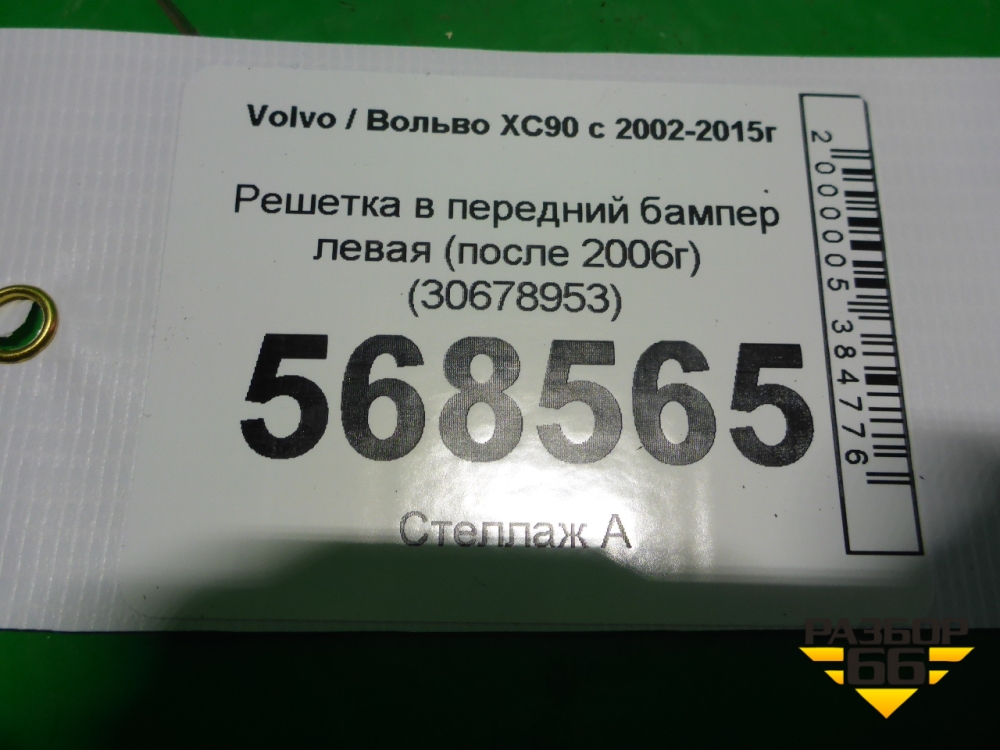 Volvo / Вольво XC90 с 2002-2015г
Решетка в передний бампер
левая (после 2006г)
(30678953)
568565
Стеллаж А
2000005384776
РАЗБОР
66